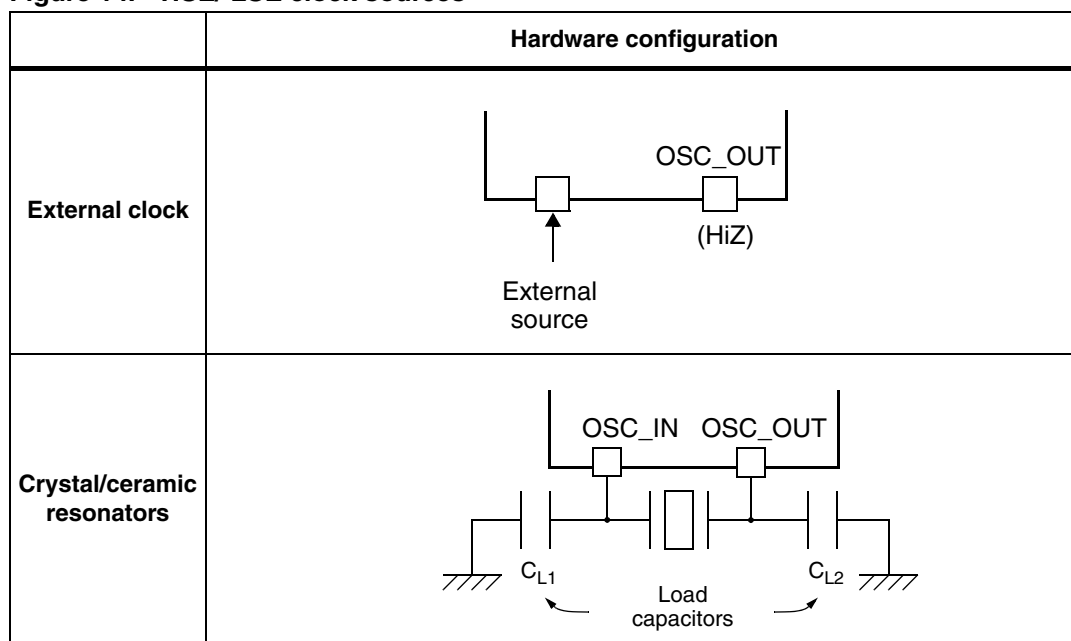 Hardware configuration
External clock
OSC_OUT
(HiZ)
External
source
Crystal/ceramic
resonators
OSC_IN OSC_OUT
CL1
CL2
Load
capacitors